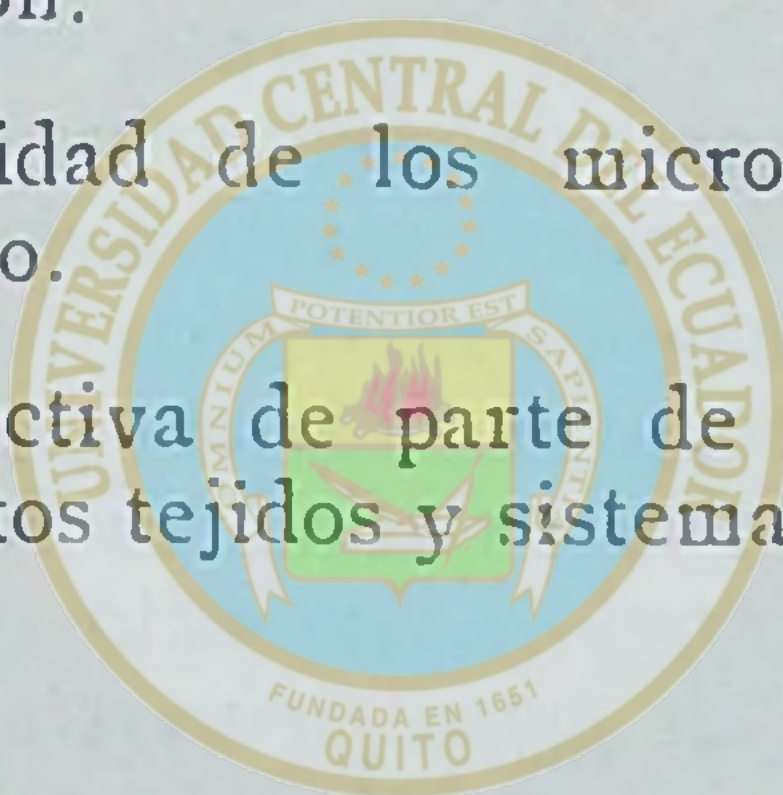 ón.
idad de los micro
o.
ctiva de parte de
tos tejidos y sistema
UNIVERSIDAD CENTRAL DEL ECUADOR
OMNIUM POTENTIOR EST SAPIENTIA
FUNDADA EN 1651
QUITO